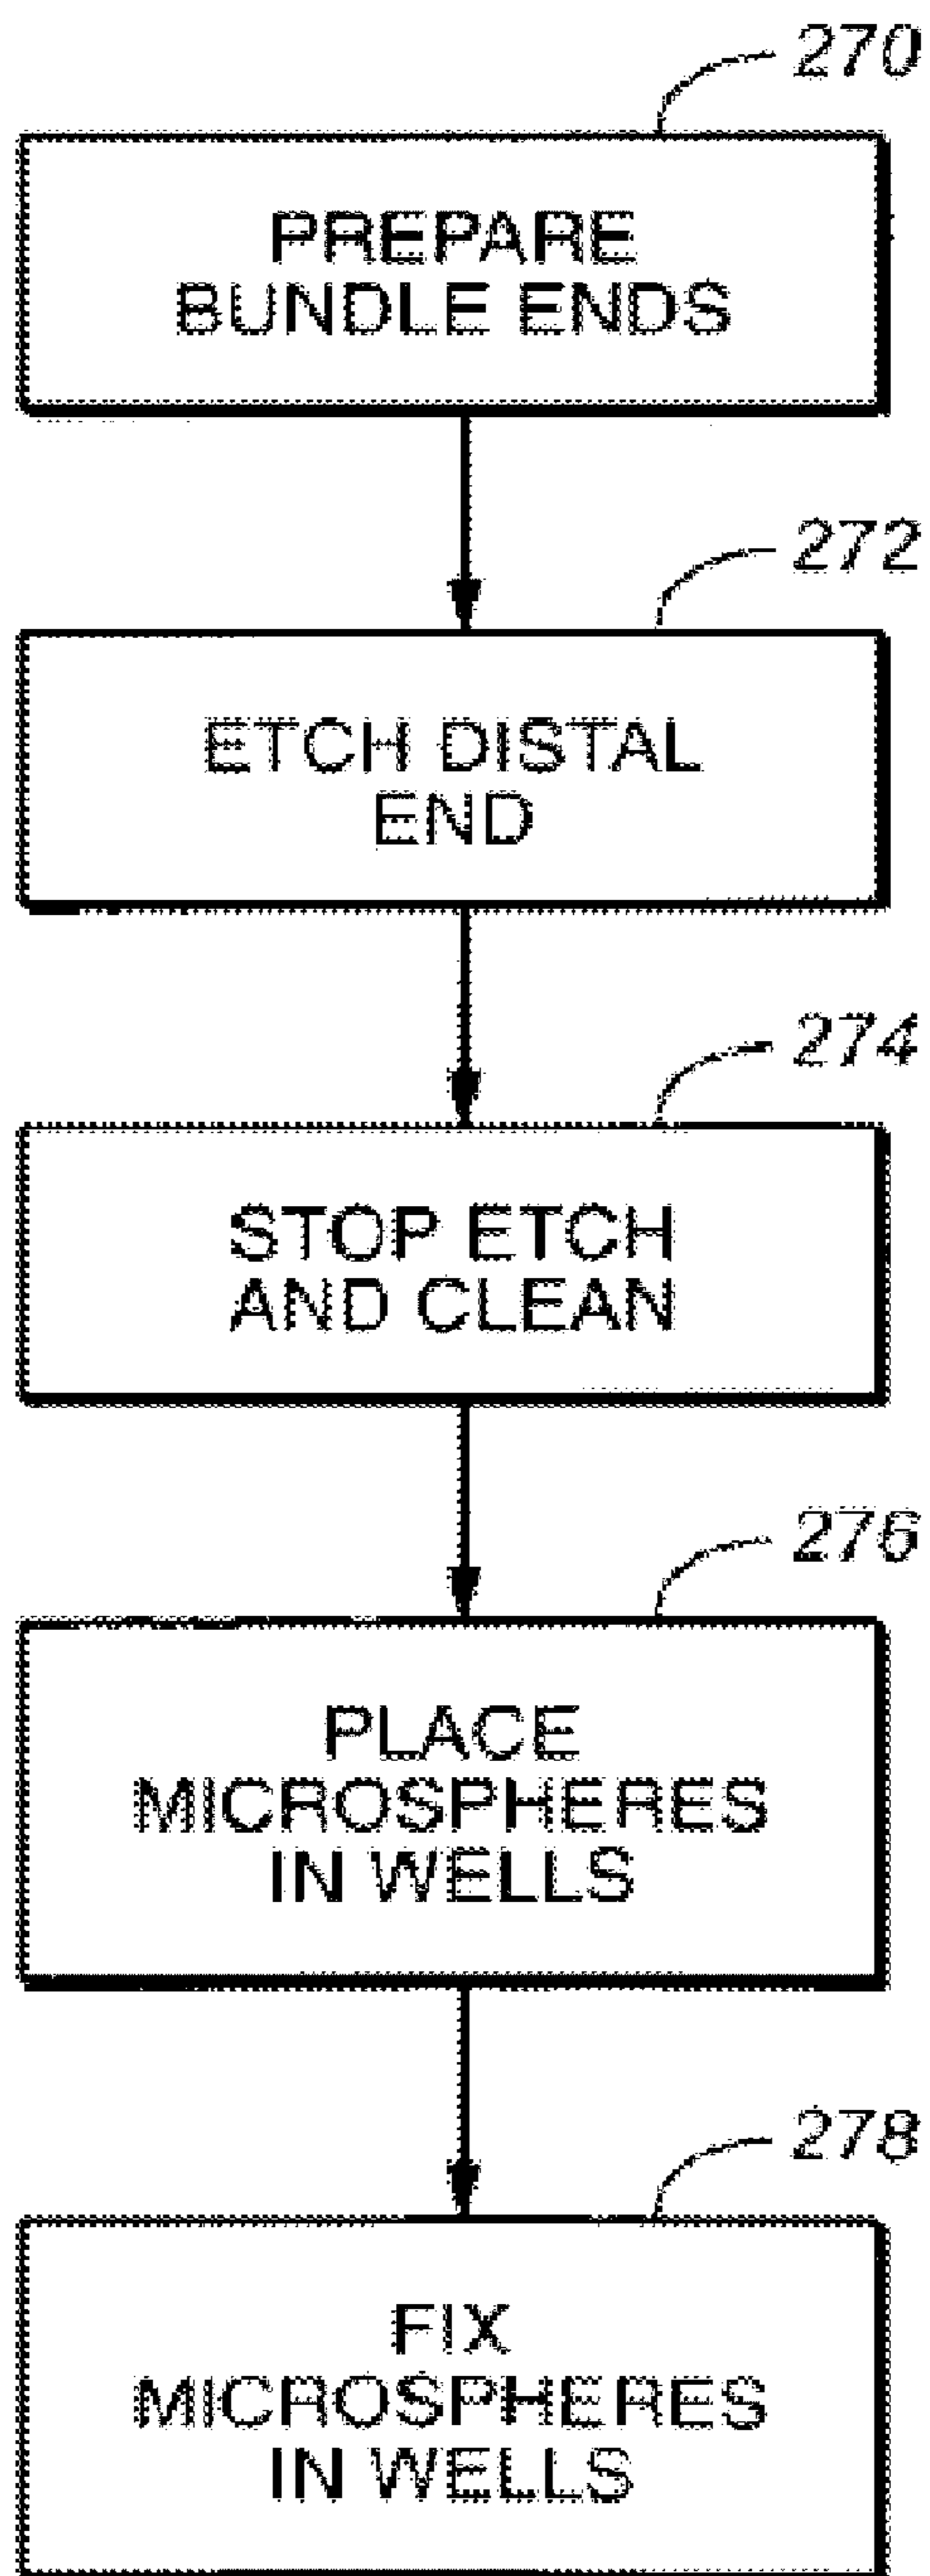 270
PREPARE
BUNDLE ENDS
272
ETCH DISTAL
END
274
STOP ETCH
AND CLEAN
276
PLACE
MICROSPHERES
IN WELLS
278
FIX
MICROSPHERES
IN WELLS